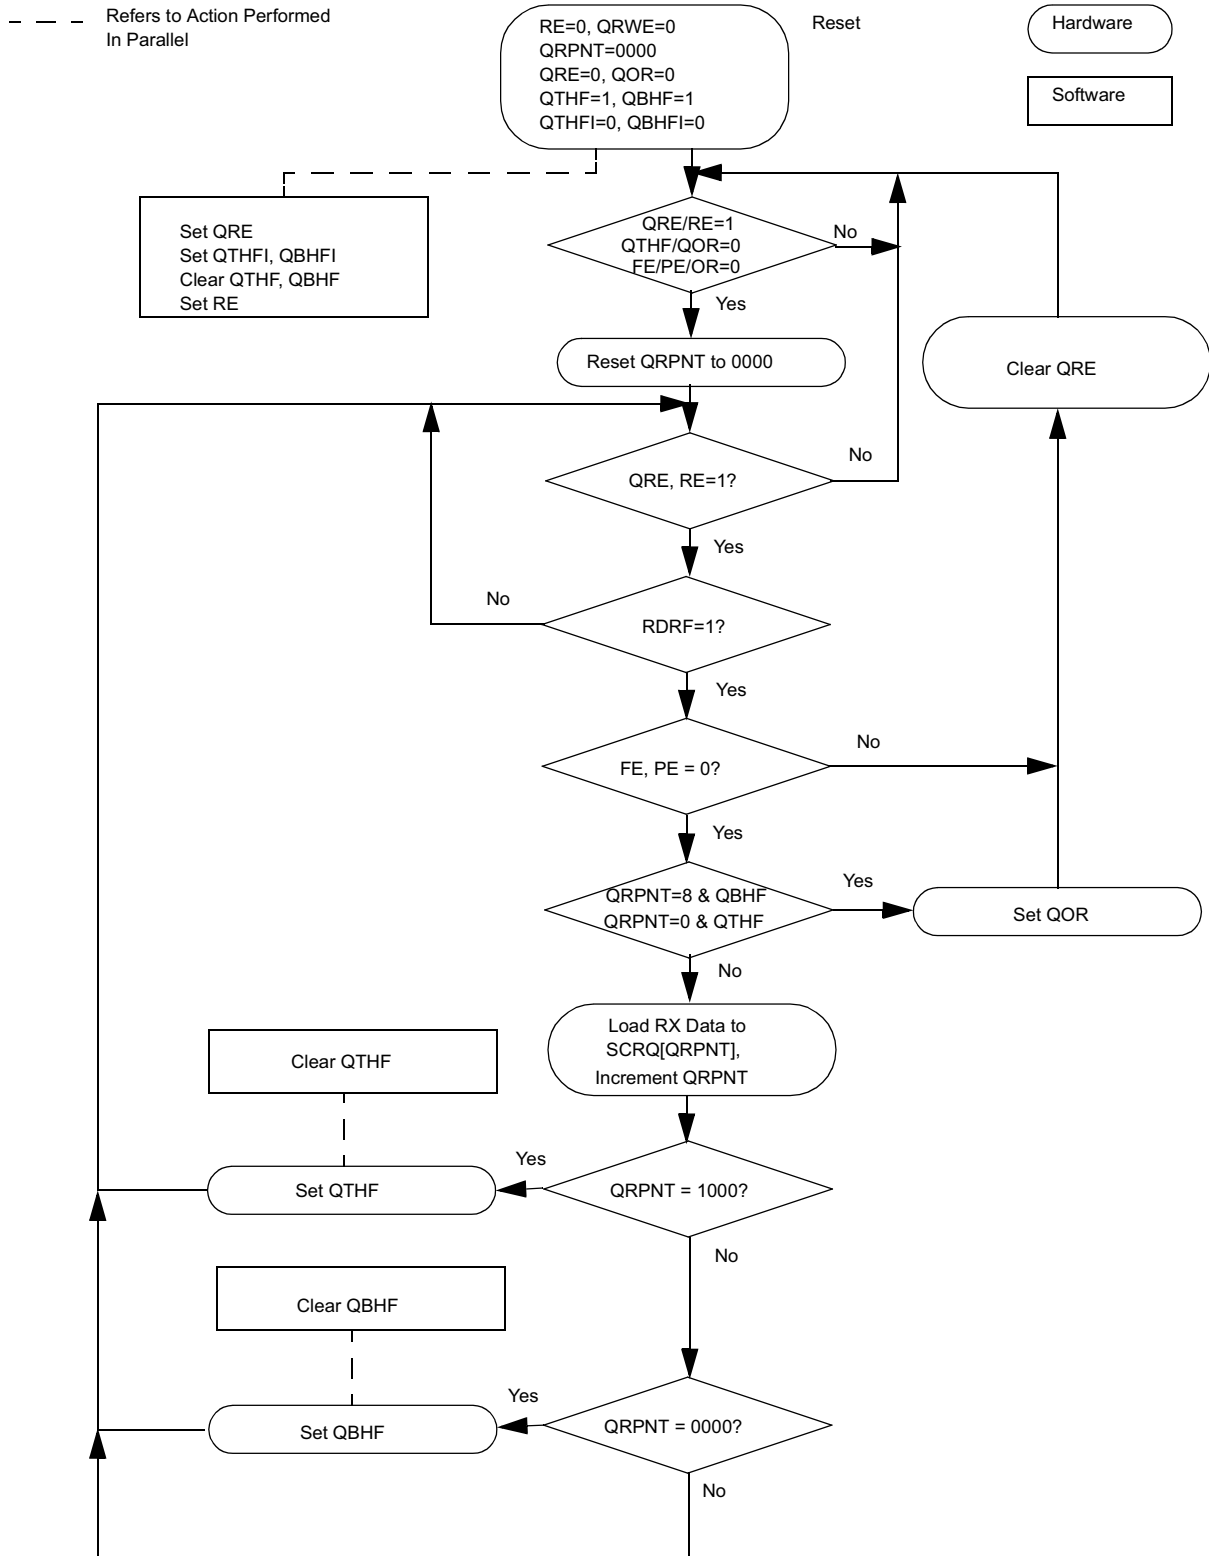 Refers to Action Performed
In Parallel
RE=0, QRWE=0
QRPNT=0000
QRE=0, QOR=0
QTHF=1, QBHF=1
QTHFI=0, QBHFI=0
Reset
Hardware
Software
Set QRE
Set QTHFI, QBHFI
Clear QTHF, QBHF
Set RE
QRE/RE=1
QTHF/QOR=0
FE/PE/OR=0
No
Yes
Reset QRPNT to 0000
Clear QRE
QRE, RE=1?
No
Yes
No
RDRF=1?
Yes
FE, PE = 0?
No
Yes
QRPNT=8 & QBHF
QRPNT=0 & QTHF
Yes
Set QOR
No
Load RX Data to
SCRQ[QRPNT],
Increment QRPNT
Clear QTHF
Set QTHF
Yes
QRPNT = 1000?
No
Clear QBHF
Set QBHF
Yes
QRPNT = 0000?
No